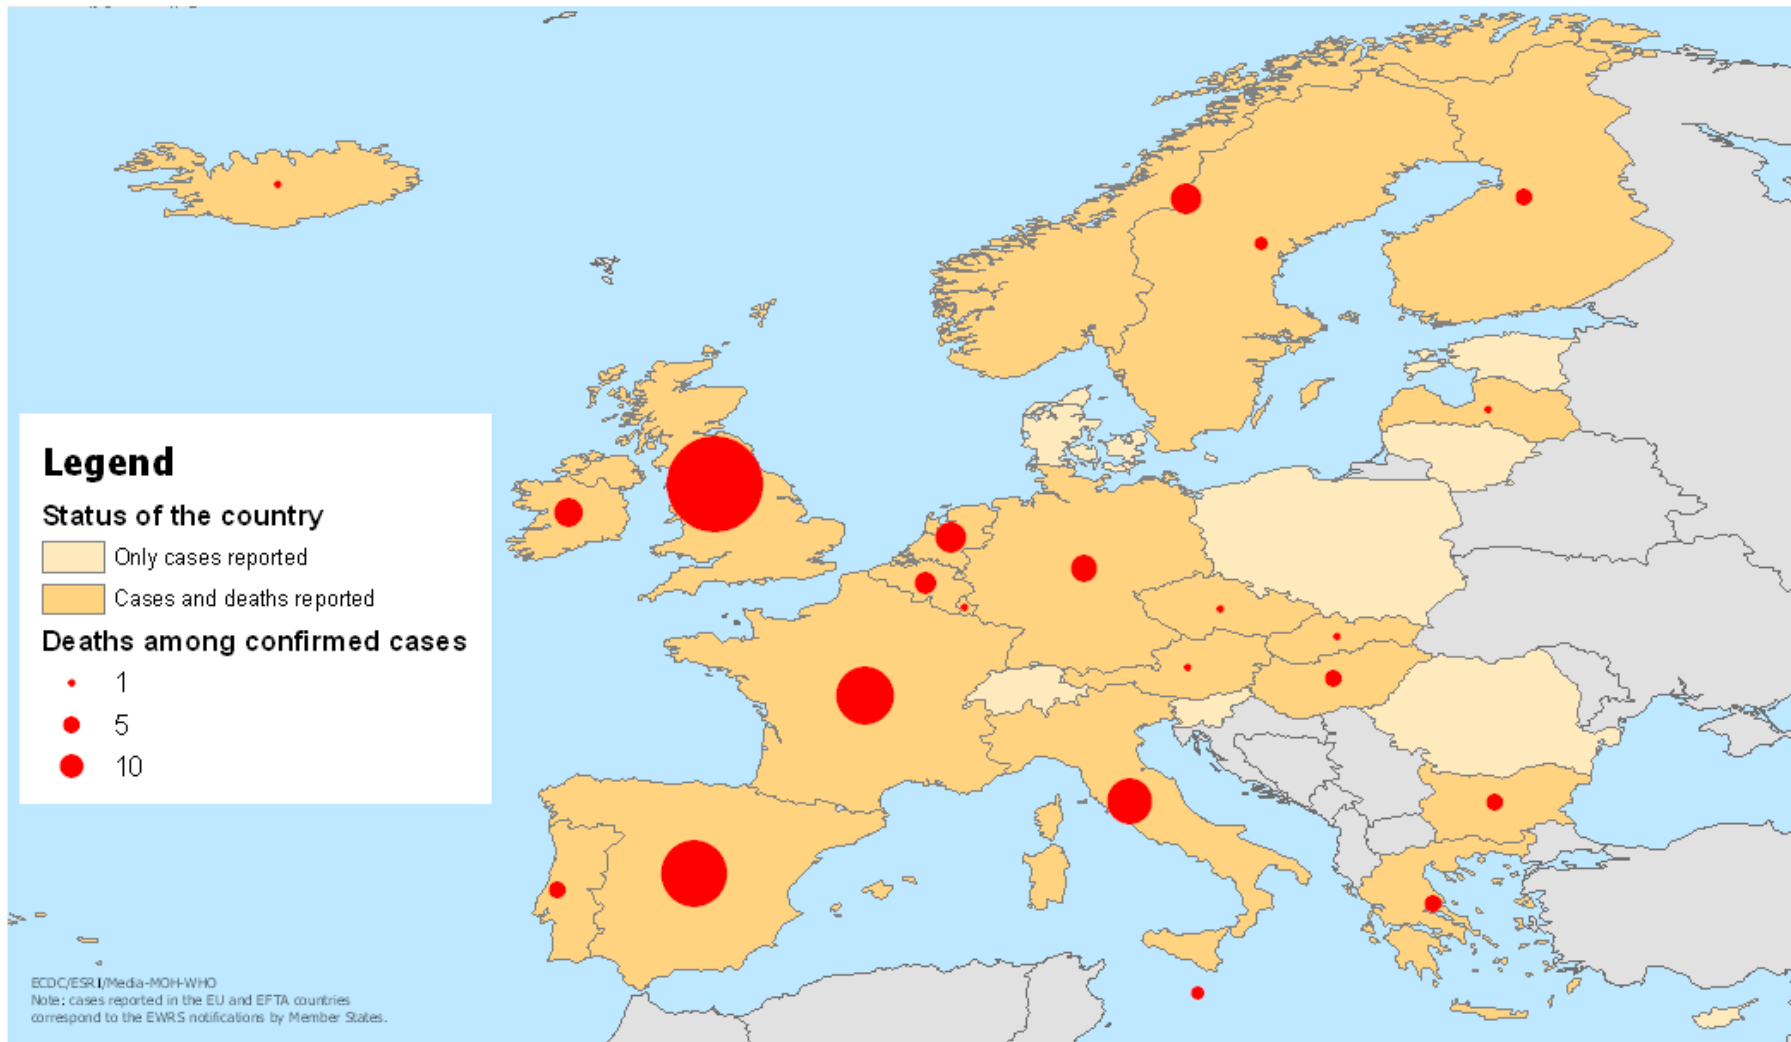 Legend
Status of the country
Only cases reported
Cases and deaths reported
Deaths among confirmed cases
1
5
10
ECDC/ESRI/Media-MOH-WHO
Note: cases reported in the EU and EFTA countries
correspond to the EWRS notifications by Member States.